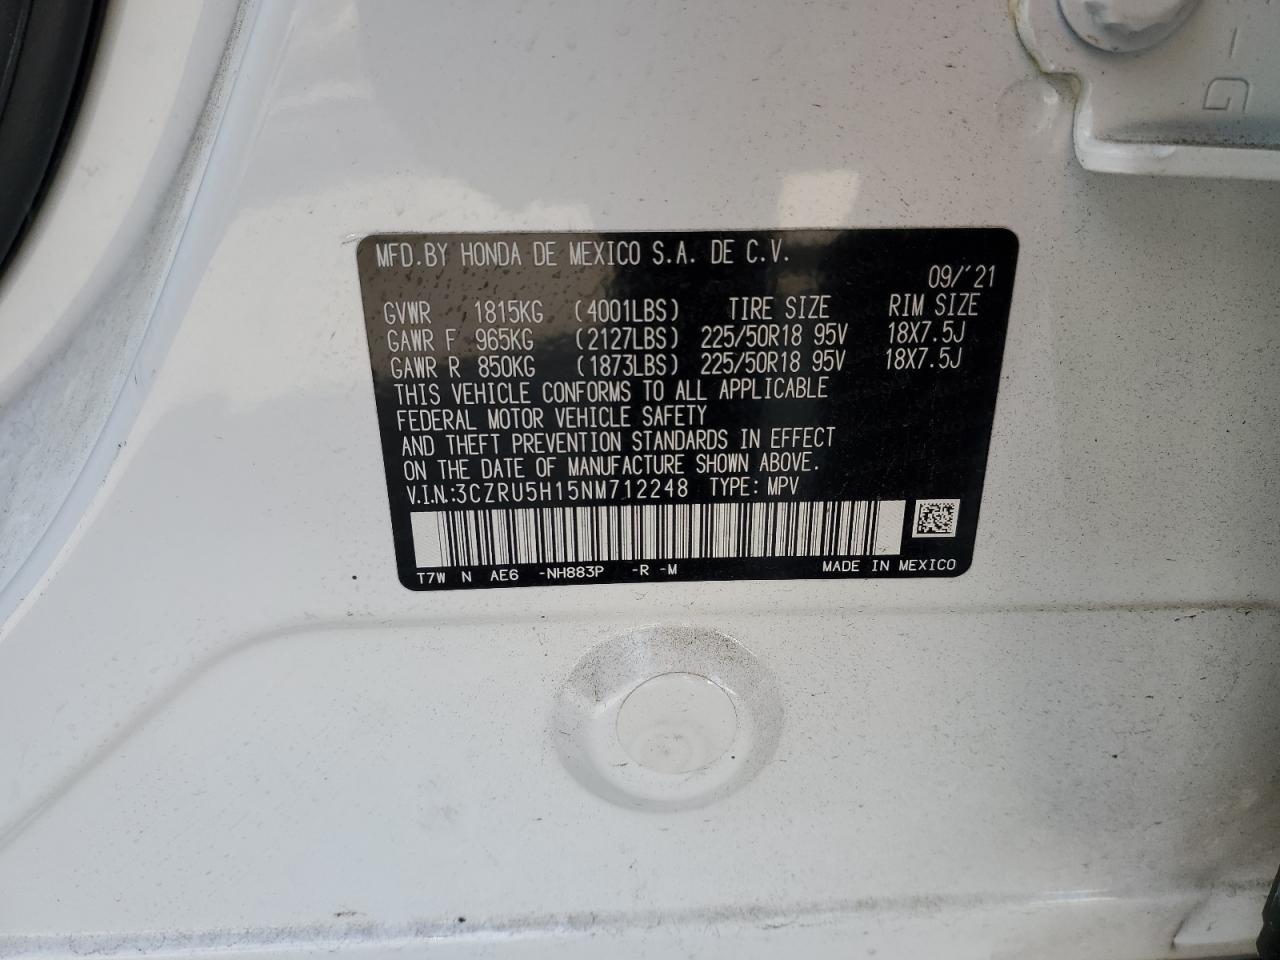 MFD.BY HONDA DE MEXICO S.A. DE C.V.
09/'21
GVWR 1815KG (4001LBS) TIRE SIZE RIM SIZE
GAWR F 965KG (2127LBS) 225/50R18 95V 18X7.5J
GAWR R 850KG (1873LBS) 225/50R18 95V 18X7.5J
THIS VEHICLE CONFORMS TO ALL APPLICABLE
FEDERAL MOTOR VEHICLE SAFETY
AND THEFT PREVENTION STANDARDS IN EFFECT
ON THE DATE OF MANUFACTURE SHOWN ABOVE.
V.I.N.:3CZRU5H15NM712248 TYPE: MPV
T7W N AE6 -NH883P -R -M MADE IN MEXICO